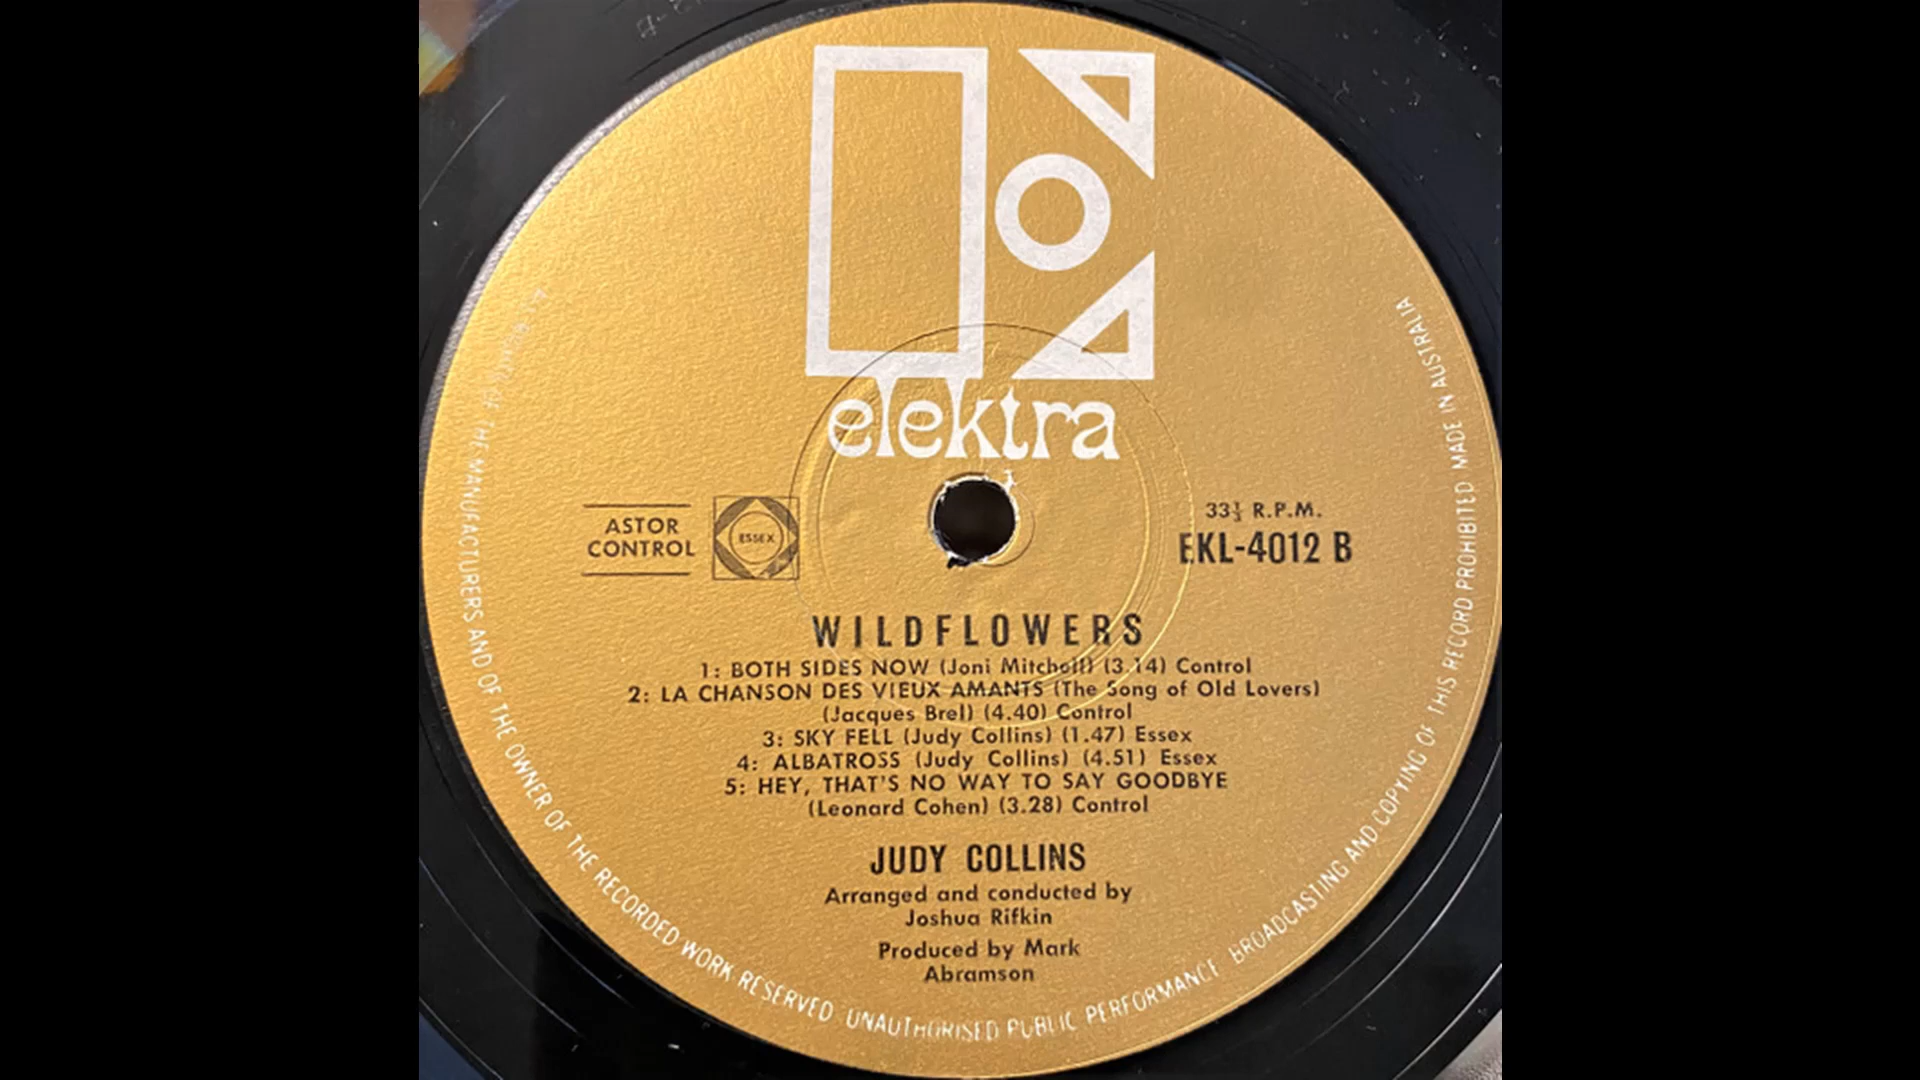 elektra
ASTOR
CONTROL
ESSEX
33⅓ R.P.M.
EKL-4012 B
WILDFLOWERS
1: BOTH SIDES NOW (Joni Mitchell) (3.14) Control
2: LA CHANSON DES VIEUX AMANTS (The Song of Old Lovers)
(Jacques Brel) (4.40) Control
3: SKY FELL (Judy Collins) (1.47) Essex
4: ALBATROSS (Judy Collins) (4.51) Essex
5: HEY, THAT'S NO WAY TO SAY GOODBYE
(Leonard Cohen) (3.28) Control
JUDY COLLINS
Arranged and conducted by
Joshua Rifkin
Produced by Mark
Abramson
ALL RIGHTS OF THE MANUFACTURERS AND OF THE OWNER OF THE RECORDED WORK RESERVED. UNAUTHORISED PUBLIC PERFORMANCE BROADCASTING AND COPYING OF THIS RECORD PROHIBITED MADE IN AUSTRALIA